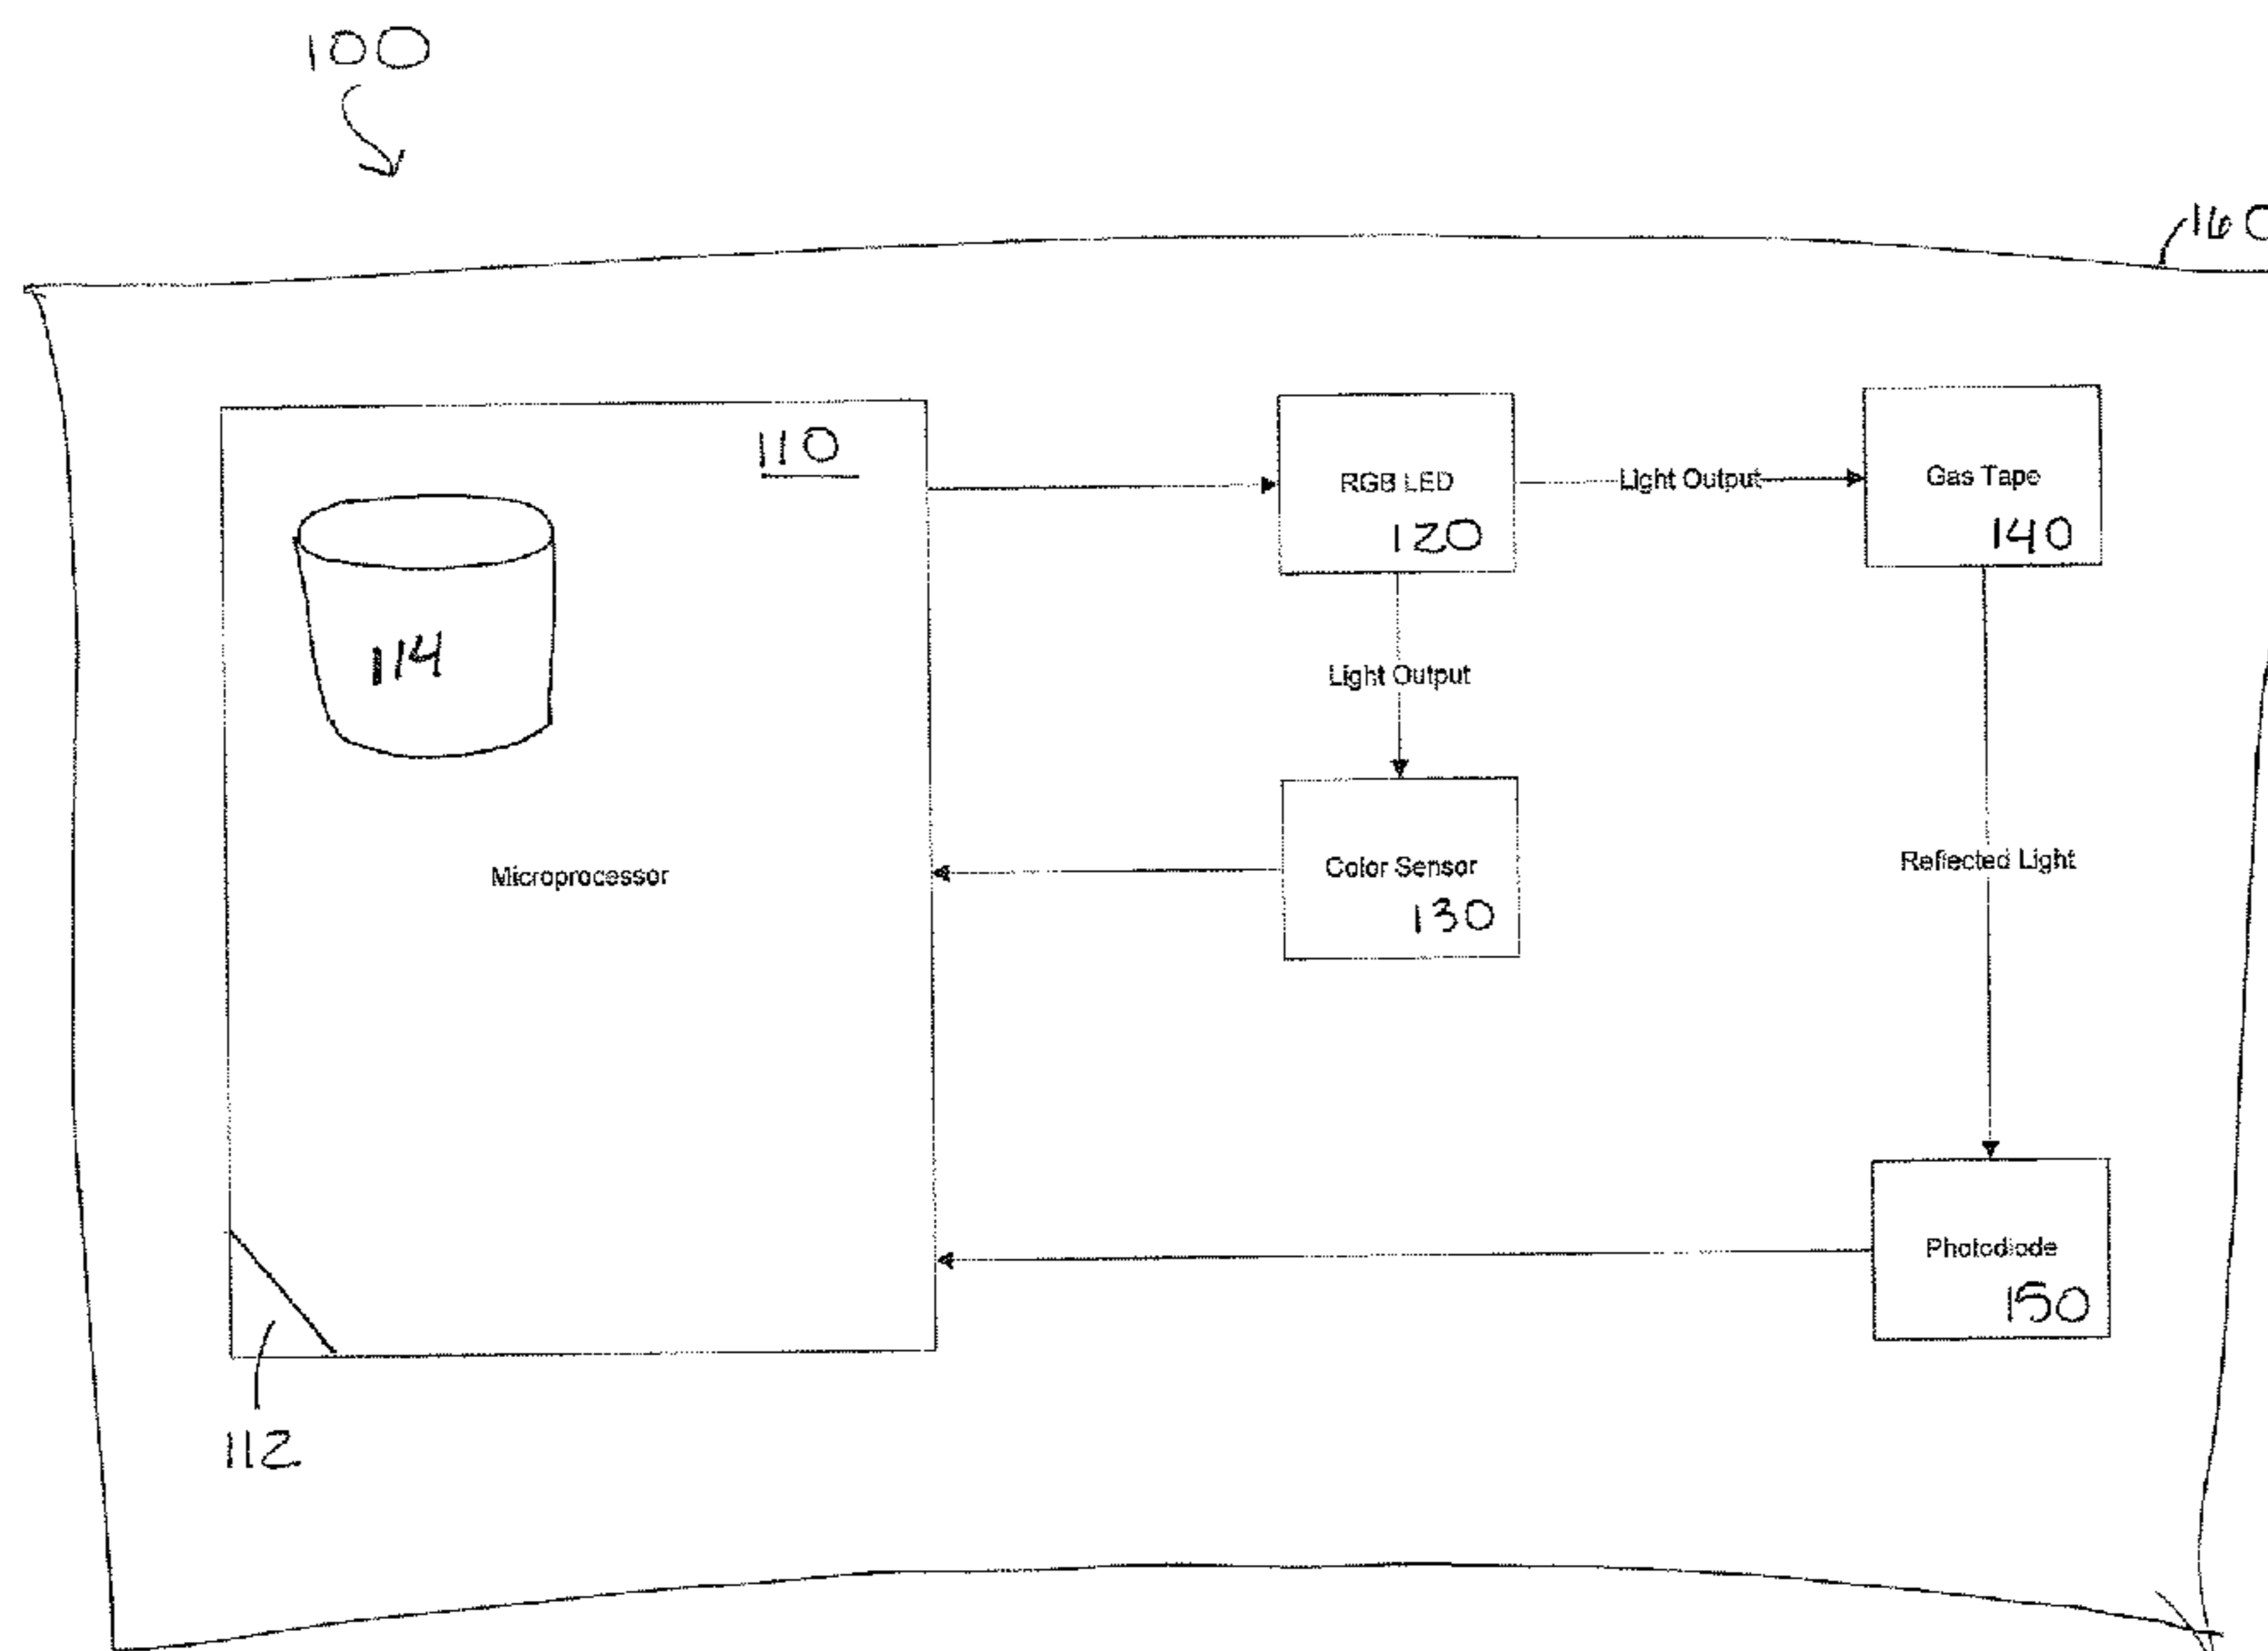 100
160
110
RGB LED
120
Light Output
Gas Tape
140
114
Light Output
Microprocessor
Color Sensor
130
Reflected Light
Photodiode
150
112